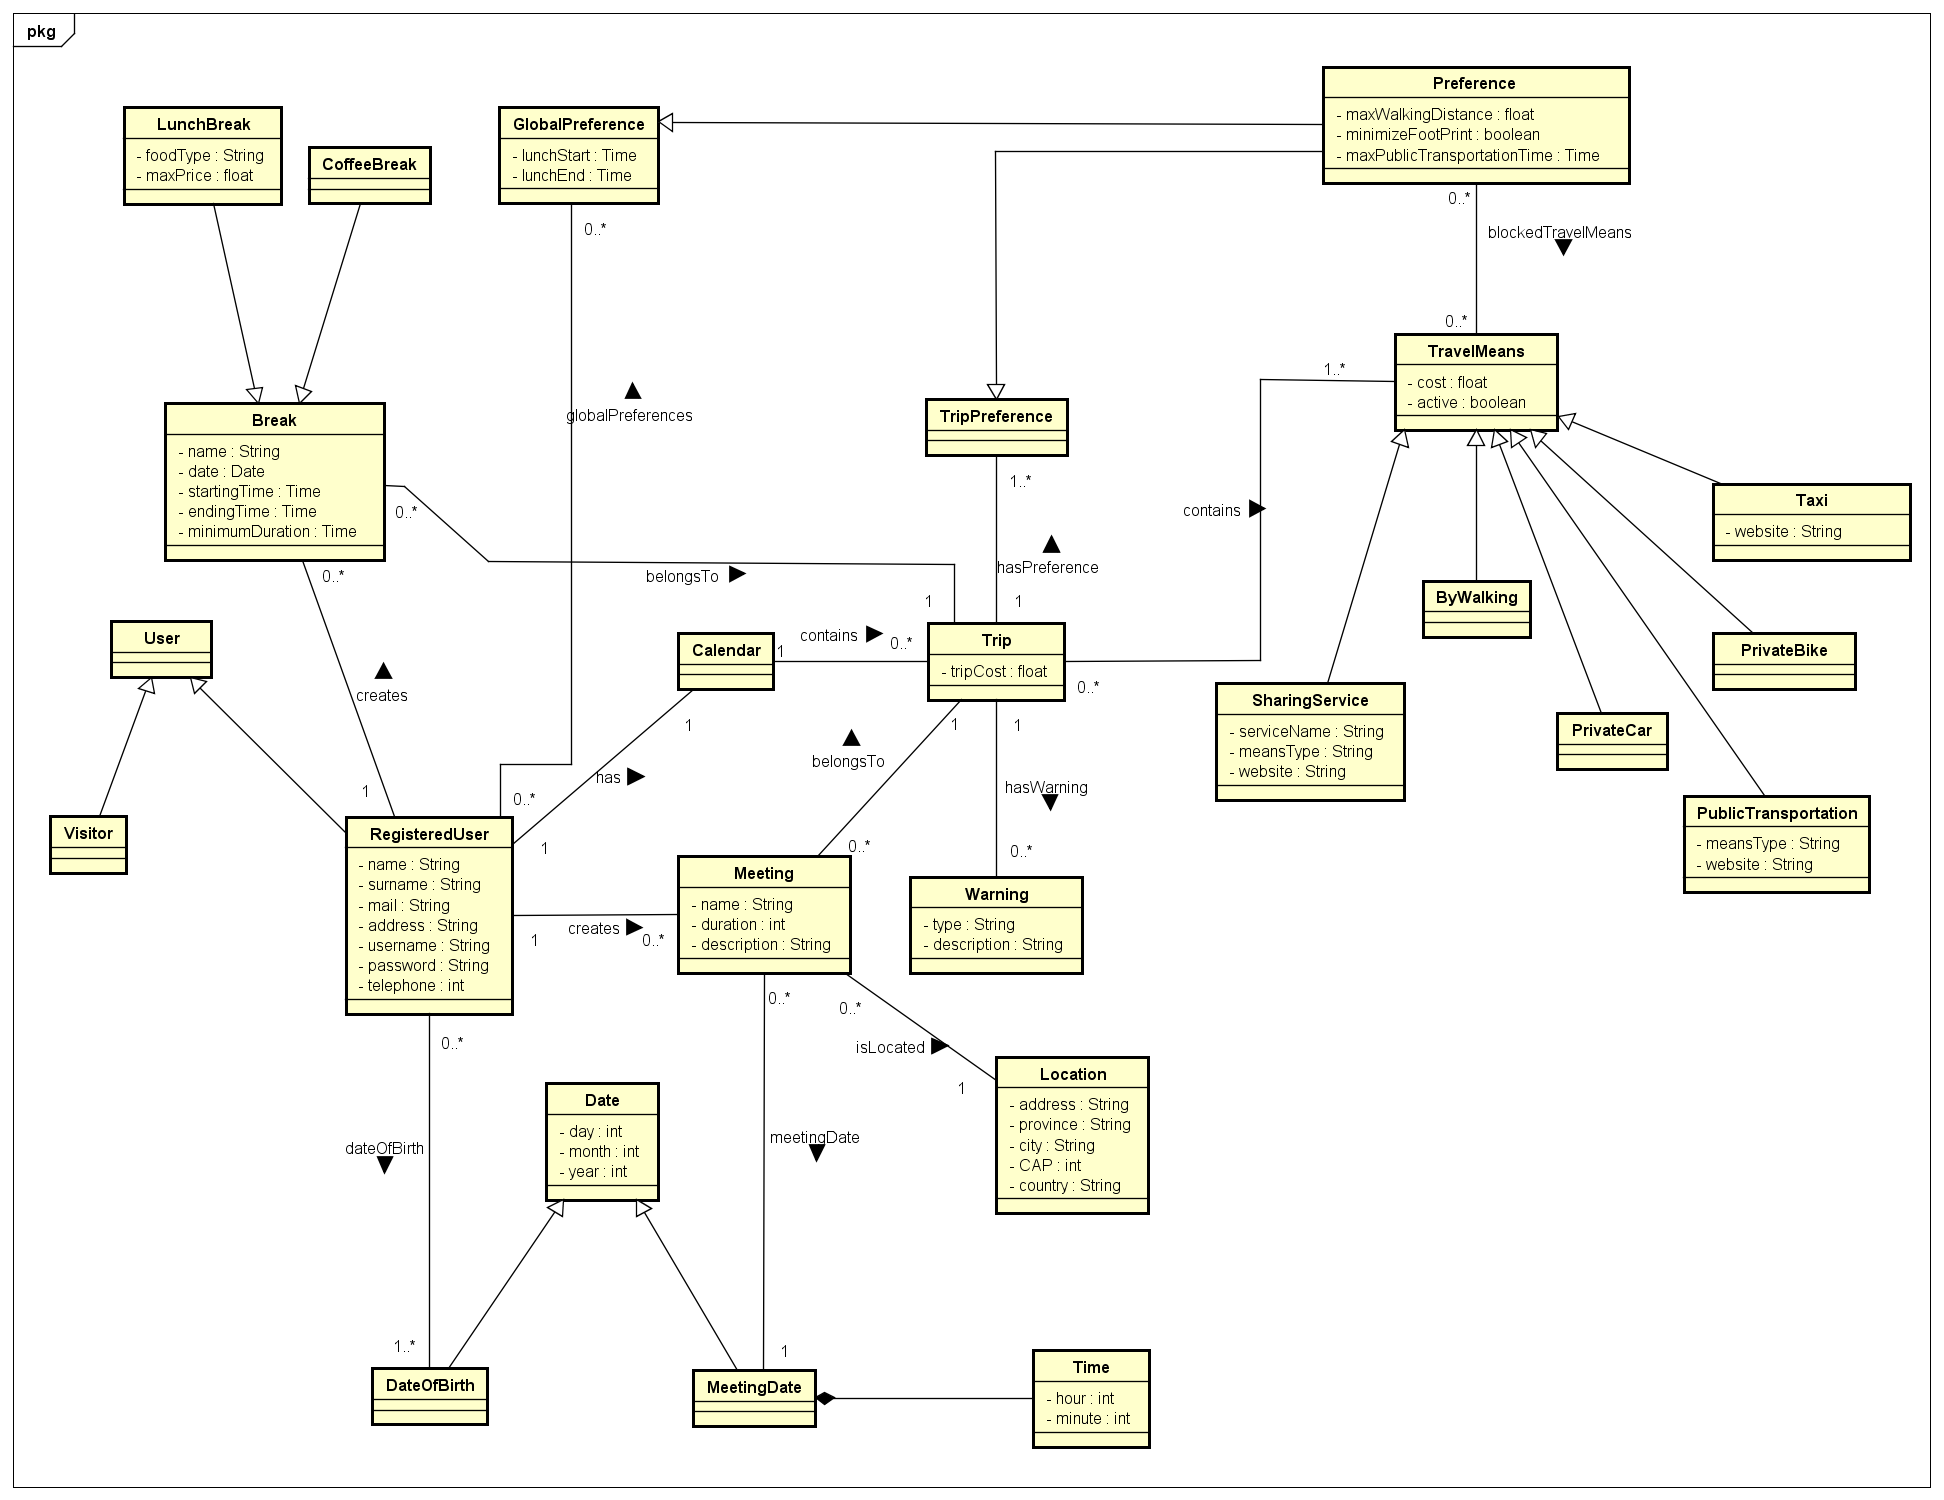 pkg
Preference
- maxWalkingDistance : float
- minimizeFootPrint : boolean
- maxPublicTransportationTime : Time
LunchBreak
- foodType : String
- maxPrice : float
CoffeeBreak
GlobalPreference
- lunchStart : Time
- lunchEnd : Time
0..*
0..*
blockedTravelMeans
0..*
TravelMeans
- cost : float
- active : boolean
1..*
globalPreferences
Break
- name : String
- date : Date
- startingTime : Time
- endingTime : Time
- minimumDuration : Time
TripPreference
1..*
0..*
contains
Taxi
- website : String
hasPreference
belongsTo
0..*
1
1
ByWalking
User
creates
Calendar
contains
1
0..*
Trip
- tripCost : float
0..*
PrivateBike
SharingService
- serviceName : String
- meansType : String
- website : String
PrivateCar
1
1
1
belongsTo
has
hasWarning
1
0..*
PublicTransportation
- meansType : String
- website : String
Visitor
RegisteredUser
- name : String
- surname : String
- mail : String
- address : String
- username : String
- password : String
- telephone : int
1
0..*
0..*
Meeting
- name : String
- duration : int
- description : String
Warning
- type : String
- description : String
creates
1
0..*
0..*
0..*
0..*
isLocated
1
Location
- address : String
- province : String
- city : String
- CAP : int
- country : String
Date
- day : int
- month : int
- year : int
dateOfBirth
meetingDate
1..*
1
DateOfBirth
MeetingDate
Time
- hour : int
- minute : int